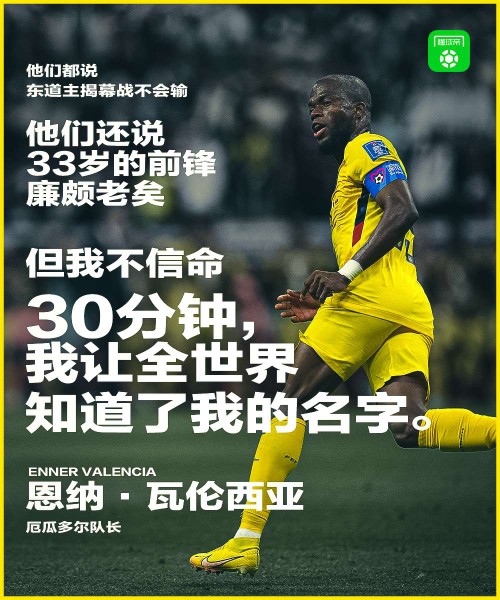 懂球帝
他们都说
东道主揭幕战不会输
他们还说
33岁的前锋
廉颇老矣
但我不信命
30分钟,
我让全世界
知道了我的名字。
ENNER VALENCIA
恩纳·瓦伦西亚
厄瓜多尔队长